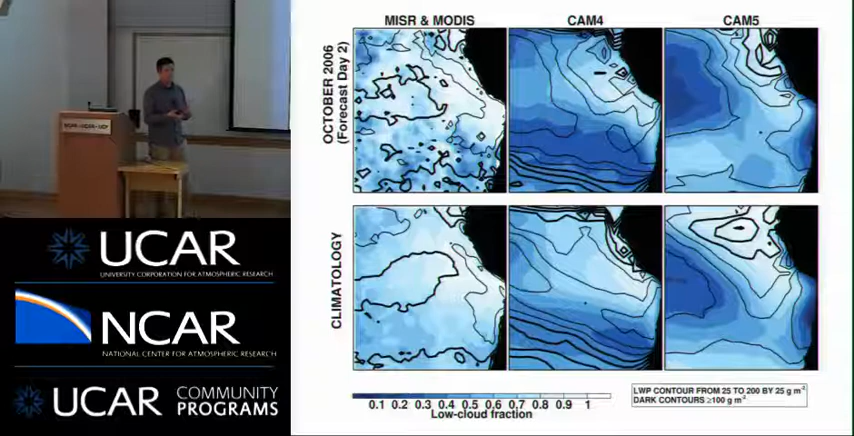 MISR & MODIS
CAM4
CAM5
OCTOBER 2006
(Forecast Day 2)
CLIMATOLOGY
0.1 0.2 0.3 0.4 0.5 0.6 0.7 0.8 0.9 1
Low-cloud fraction
LWP CONTOUR FROM 25 TO 200 BY 25 g m⁻²
DARK CONTOURS ≥100 g m⁻²
UCAR
UNIVERSITY CORPORATION FOR ATMOSPHERIC RESEARCH
NCAR
NATIONAL CENTER FOR ATMOSPHERIC RESEARCH
UCAR COMMUNITY
PROGRAMS